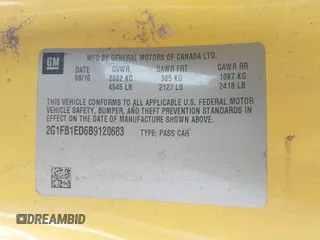 GM
MFD BY GENERAL MOTORS OF CANADA LTD.
DATE GVWR GAWR FRT GAWR RR
08/10 2062 KG 965 KG 1097 KG
4545 LB 2127 LB 2418 LB
THIS VEHICLE CONFORMS TO ALL APPLICABLE U.S. FEDERAL MOTOR
VEHICLE SAFETY, BUMPER, AND THEFT PREVENTION STANDARDS
IN EFFECT ON THE DATE OF MANUFACTURE SHOWN ABOVE.
2G1FB1ED6B9120683 TYPE: PASS CAR
DREAMBID